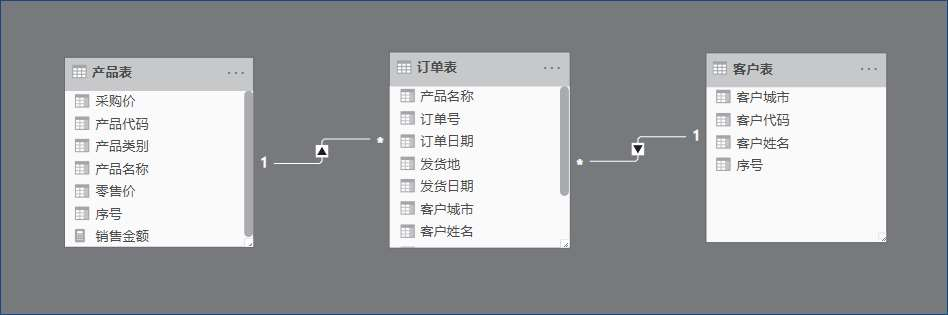 产品表
采购价
产品代码
产品类别
产品名称
零售价
序号
销售金额
1
*
订单表
产品名称
订单号
订单日期
发货地
发货日期
客户城市
客户姓名
*
1
客户表
客户城市
客户代码
客户姓名
序号